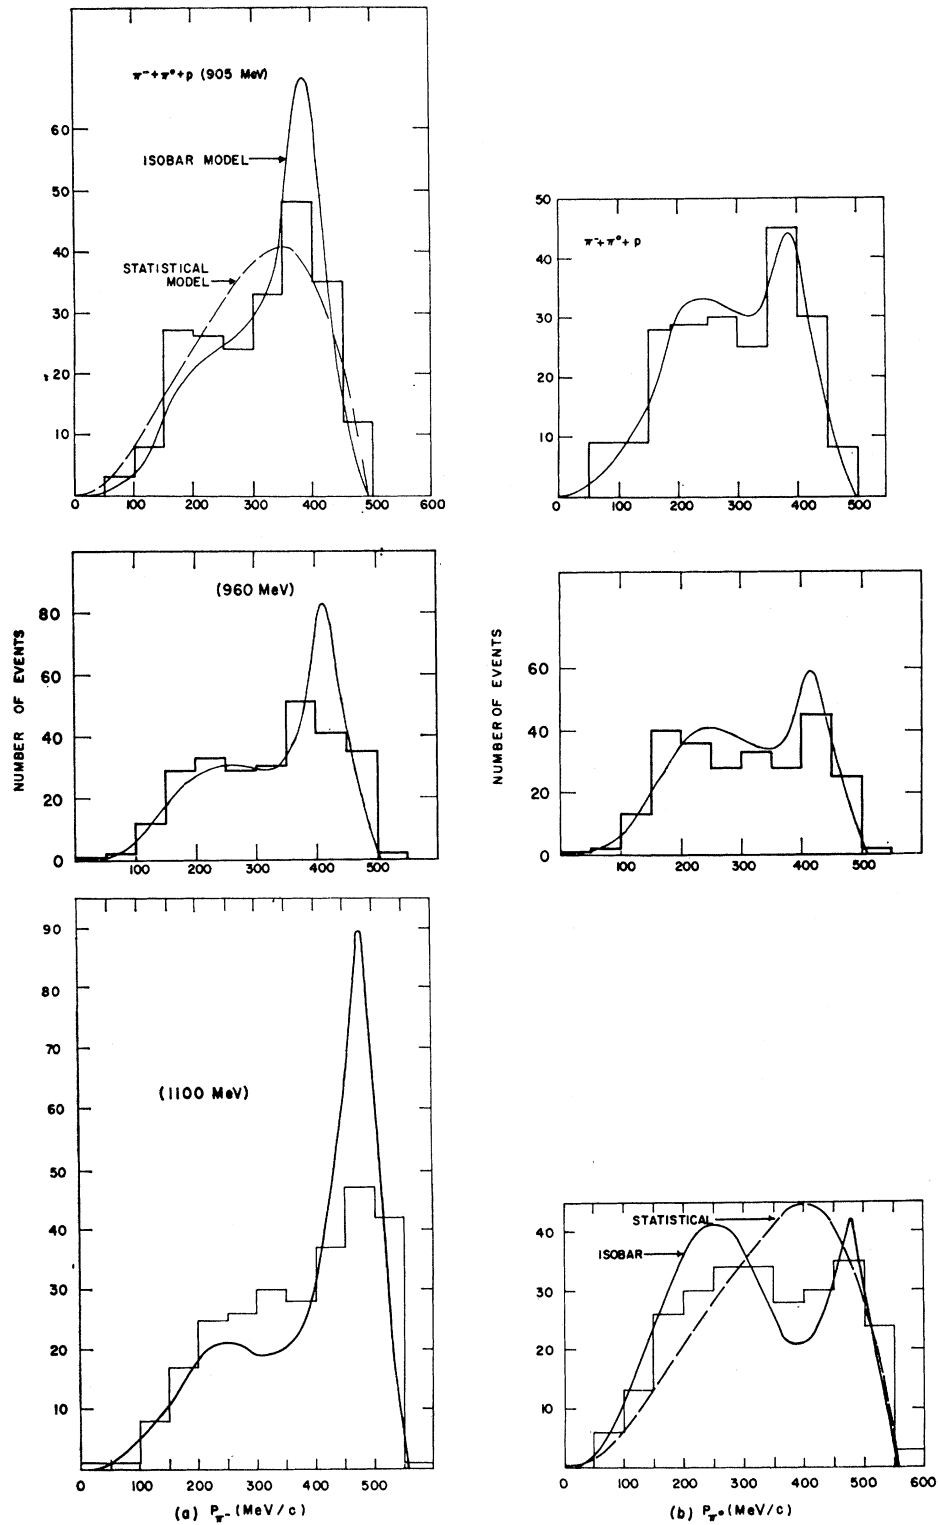 π⁻+π°+p (905 MeV)
60
ISOBAR MODEL
50
40
STATISTICAL
MODEL
30
20
10
0 100 200 300 400 500 600
50
π⁻+π°+p
40
30
20
10
0 100 200 300 400 500
(960 MeV)
80
60
40
20
0
100 200 300 400 500
NUMBER OF EVENTS
60
40
20
0
100 200 300 400 500
NUMBER OF EVENTS
90
80
70
(1100 MeV)
60
50
40
30
20
10
0 100 200 300 400 500
(a) Pπ⁻ (MeV/c)
STATISTICAL
40
ISOBAR
30
20
10
0 100 200 300 400 500 600
(b) Pπ° (MeV/c)